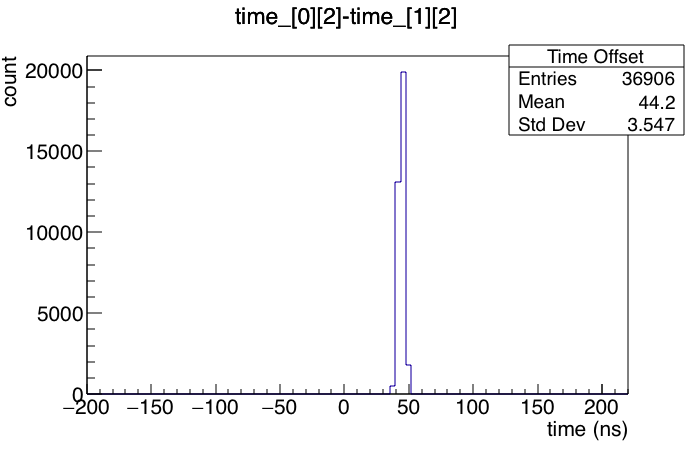 time_[0][2]-time_[1][2]
Time Offset
Entries 36906
Mean 44.2
Std Dev 3.547
count
20000
15000
10000
5000
0
−200 −150 −100 −50 0 50 100 150 200
time (ns)